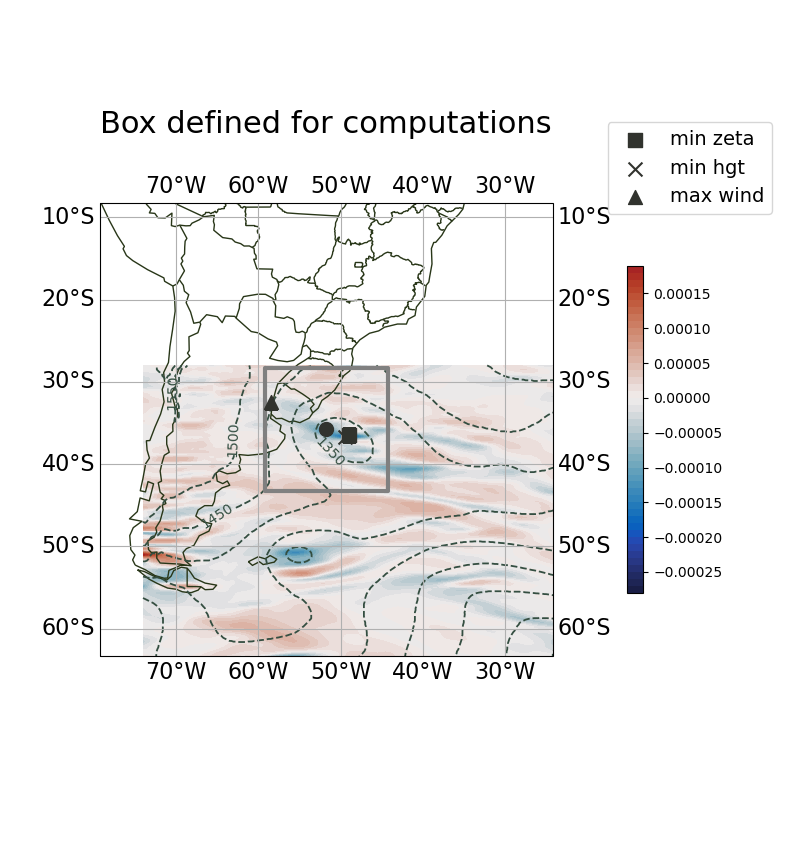 Box defined for computations
min zeta
min hgt
max wind
70°W 60°W 50°W 40°W 30°W
10°S 10°S
20°S 20°S
30°S 30°S
40°S 40°S
50°S 50°S
60°S 60°S
70°W 60°W 50°W 40°W 30°W
1550
1500
1450
1350
0.00015
0.00010
0.00005
0.00000
−0.00005
−0.00010
−0.00015
−0.00020
−0.00025